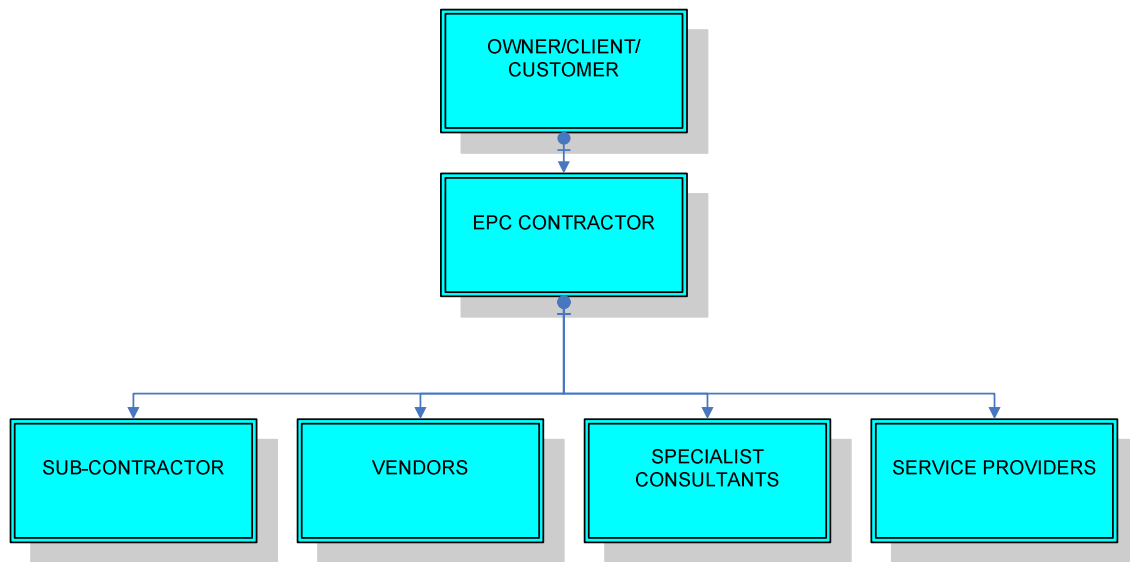 OWNER/CLIENT/
CUSTOMER
EPC CONTRACTOR
SUB-CONTRACTOR
VENDORS
SPECIALIST
CONSULTANTS
SERVICE PROVIDERS